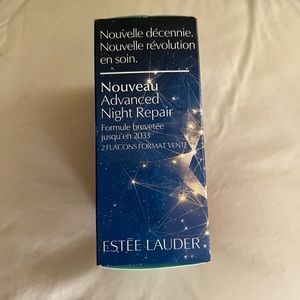 Nouvelle décennie.
Nouvelle révolution
en soin.
Nouveau
Advanced
Night Repair
Formule brevetée
jusqu'en 2033
2 FLACONS FORMAT VENTE
ESTĒE LAUDER